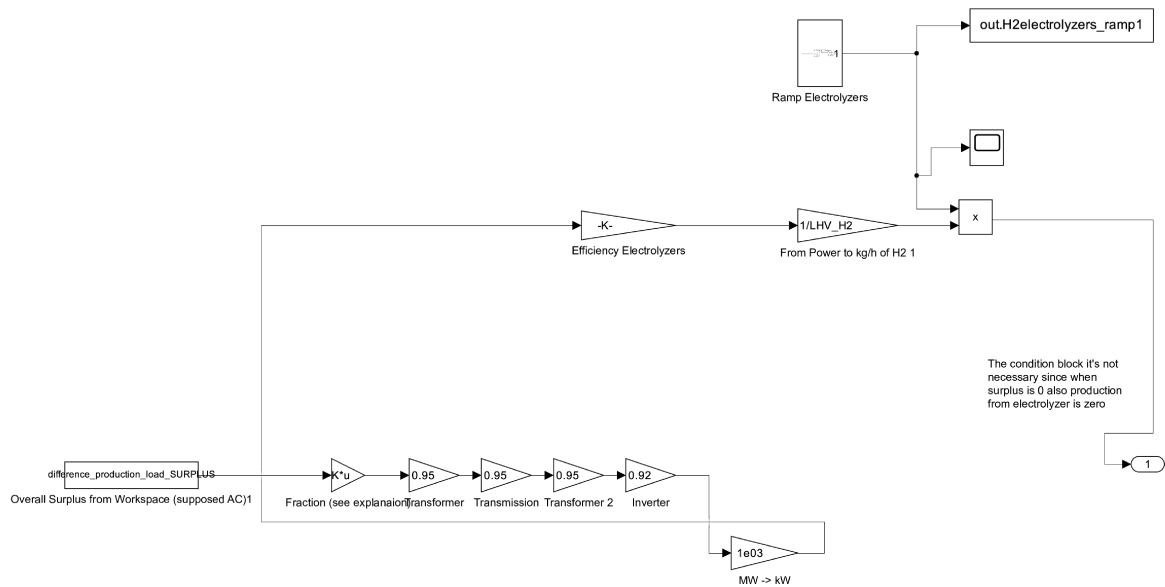 out.H2electrolyzers_ramp1
1
Ramp Electrolyzers
x
-K-
1/LHV_H2
Efficiency Electrolyzers
From Power to kg/h of H2 1
The condition block it's not
necessary since when
surplus is 0 also production
from electrolyzer is zero
difference_production_load_SURPLUS
K*u
0.95
0.95
0.95
0.92
1
Overall Surplus from Workspace (supposed AC)1
Fraction (see explanaion)
Transformer
Transmission
Transformer 2
Inverter
1e03
MW -> kW